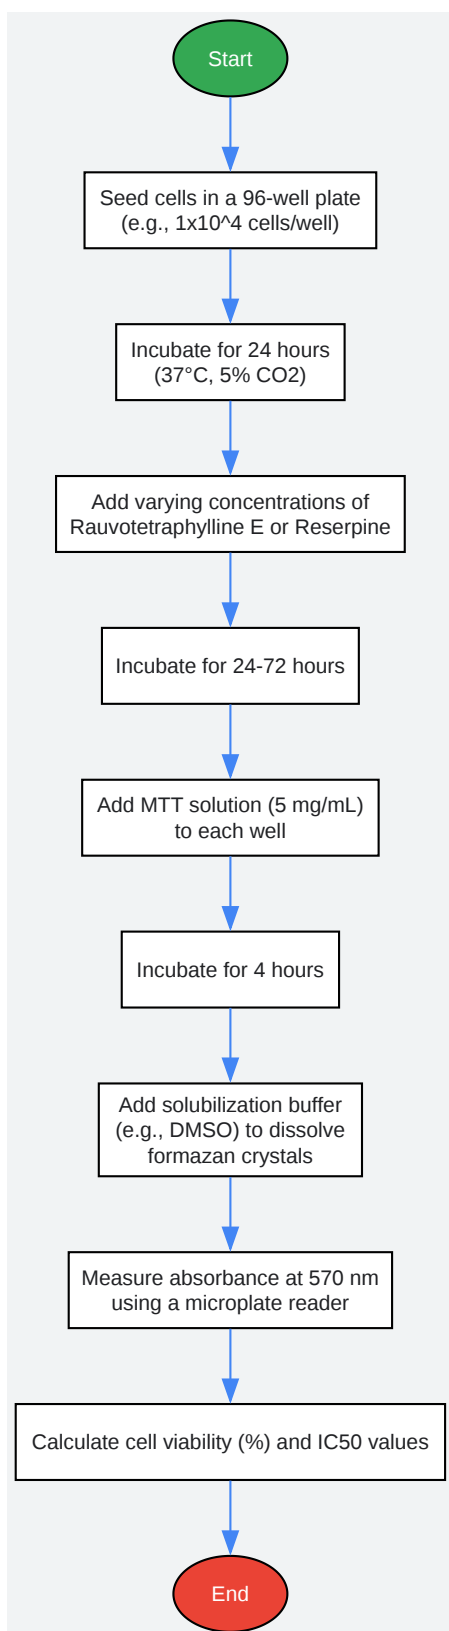 Start
Seed cells in a 96-well plate
(e.g., 1x10^4 cells/well)
Incubate for 24 hours
(37°C, 5% CO2)
Add varying concentrations of
Rauvotetraphylline E or Reserpine
Incubate for 24-72 hours
Add MTT solution (5 mg/mL)
to each well
Incubate for 4 hours
Add solubilization buffer
(e.g., DMSO) to dissolve
formazan crystals
Measure absorbance at 570 nm
using a microplate reader
Calculate cell viability (%) and IC50 values
End